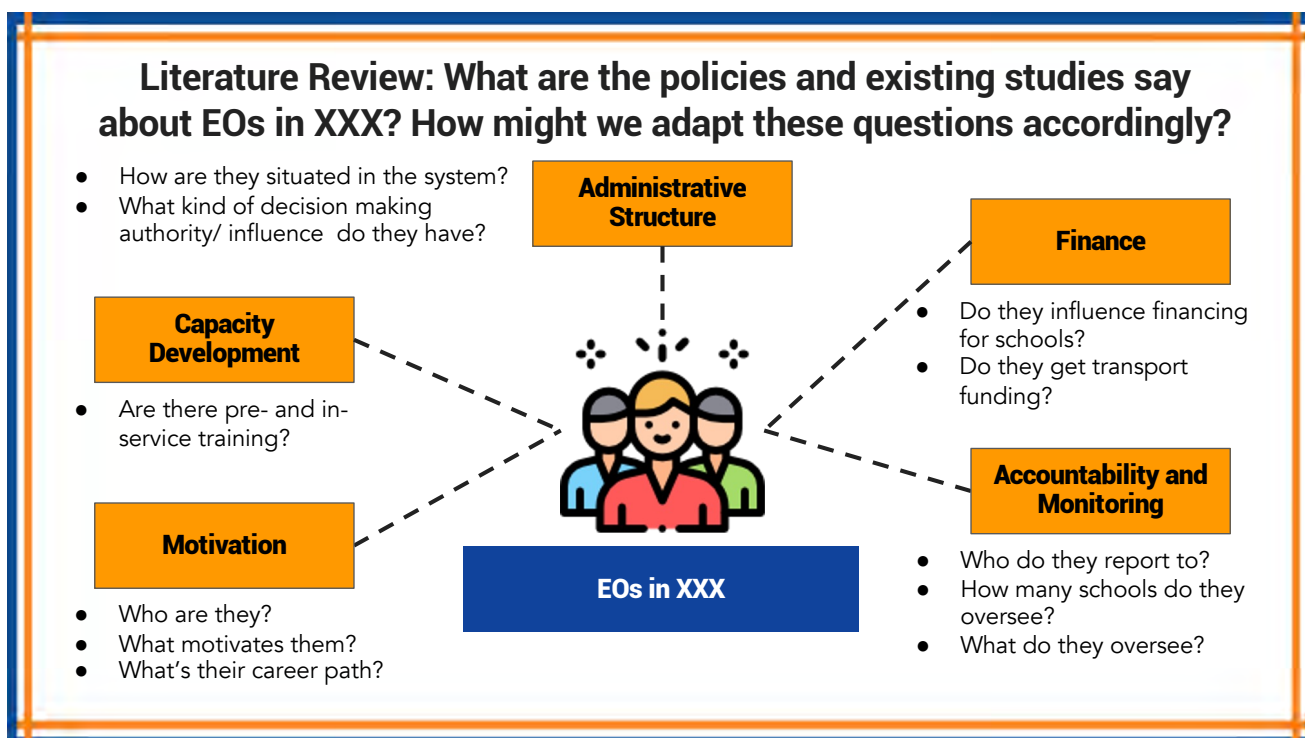 Literature Review: What are the policies and existing studies say
about EOs in XXX? How might we adapt these questions accordingly?
● How are they situated in the system?
● What kind of decision making
authority/ influence do they have?
Administrative
Structure
Finance
● Do they influence financing
for schools?
● Do they get transport
funding?
Capacity
Development
● Are there pre- and in-
service training?
Accountability and
Monitoring
● Who do they report to?
● How many schools do they
oversee?
● What do they oversee?
Motivation
● Who are they?
● What motivates them?
● What's their career path?
EOs in XXX